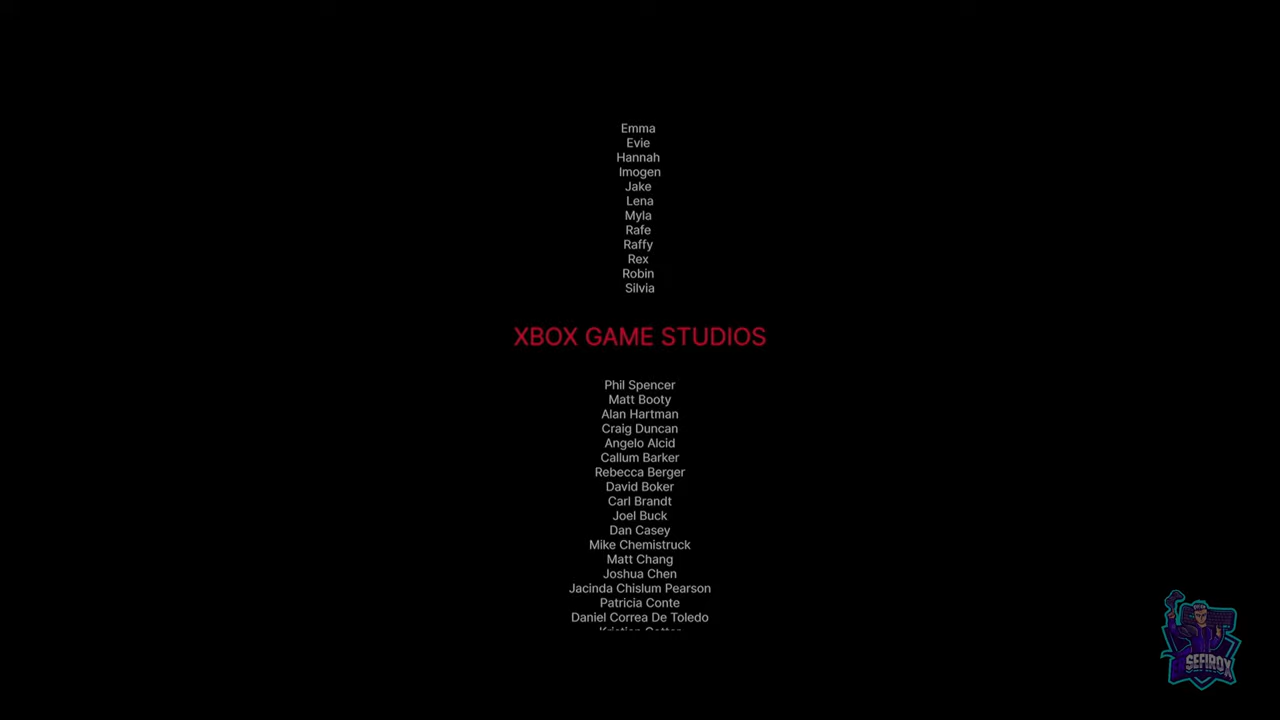 Emma
Evie
Hannah
Imogen
Jake
Lena
Myla
Rafe
Raffy
Rex
Robin
Silvia
XBOX GAME STUDIOS
Phil Spencer
Matt Booty
Alan Hartman
Craig Duncan
Angelo Alcid
Callum Barker
Rebecca Berger
David Boker
Carl Brandt
Joel Buck
Dan Casey
Mike Chemistruck
Matt Chang
Joshua Chen
Jacinda Chislum Pearson
Patricia Conte
Daniel Correa De Toledo
SEFIROX